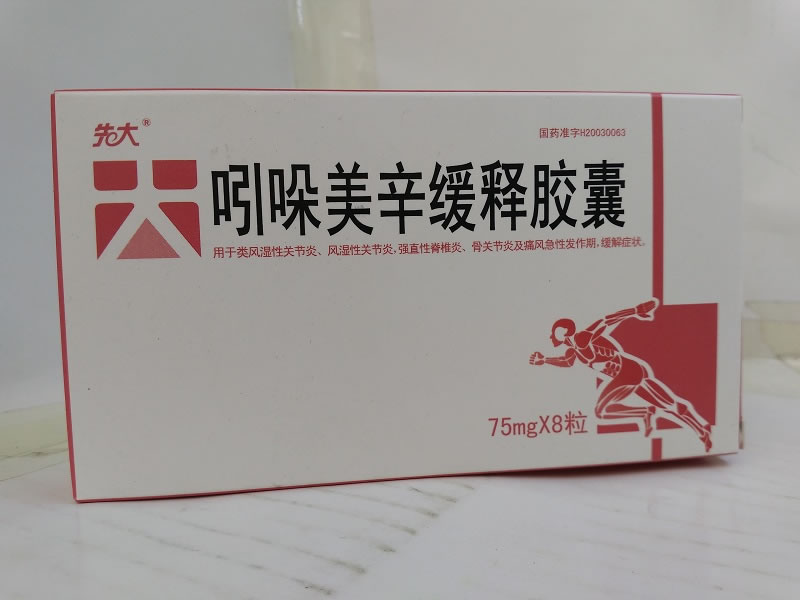 先大®
国药准字H20030063
吲哚美辛缓释胶囊
用于类风湿性关节炎、风湿性关节炎,强直性脊椎炎、骨关节炎及痛风急性发作期,缓解症状。
75mgX8粒